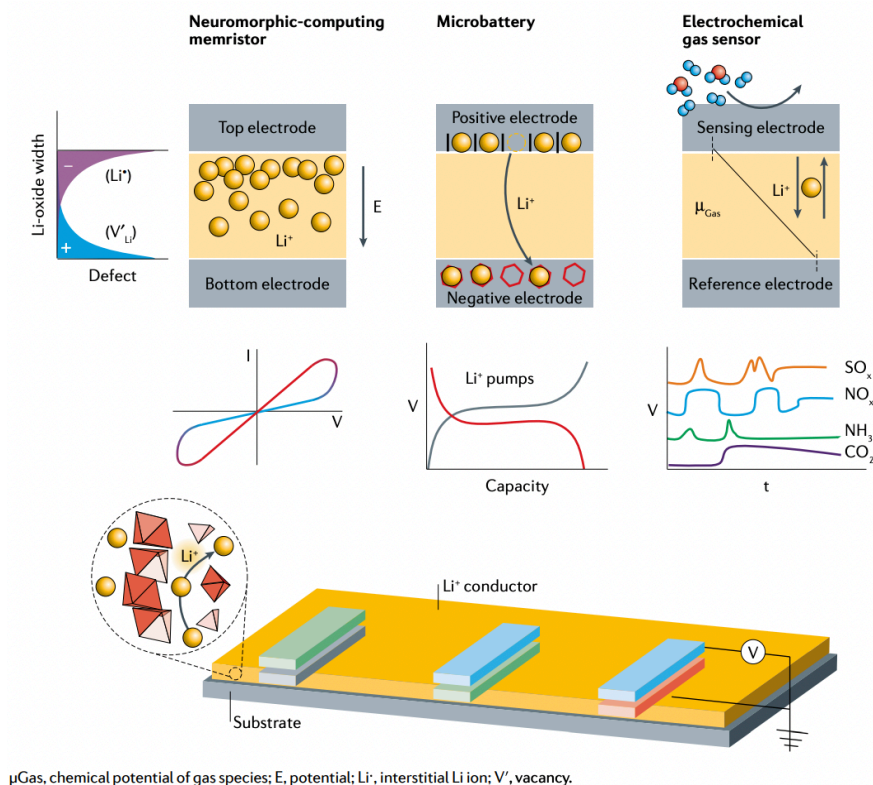 Neuromorphic-computing
memristor
Microbattery
Electrochemical
gas sensor
Li-oxide width
−
(Li•)
(V′Li)
+
Defect
Top electrode
Li⁺
Bottom electrode
E
Positive electrode
Li⁺
Negative electrode
Sensing electrode
μGas
Li⁺
Reference electrode
I
V
V
Li⁺ pumps
Capacity
V
SOx
NOx
NH3
CO2
t
Li⁺
Li⁺ conductor
V
Substrate
μGas, chemical potential of gas species; E, potential; Li·, interstitial Li ion; V′, vacancy.